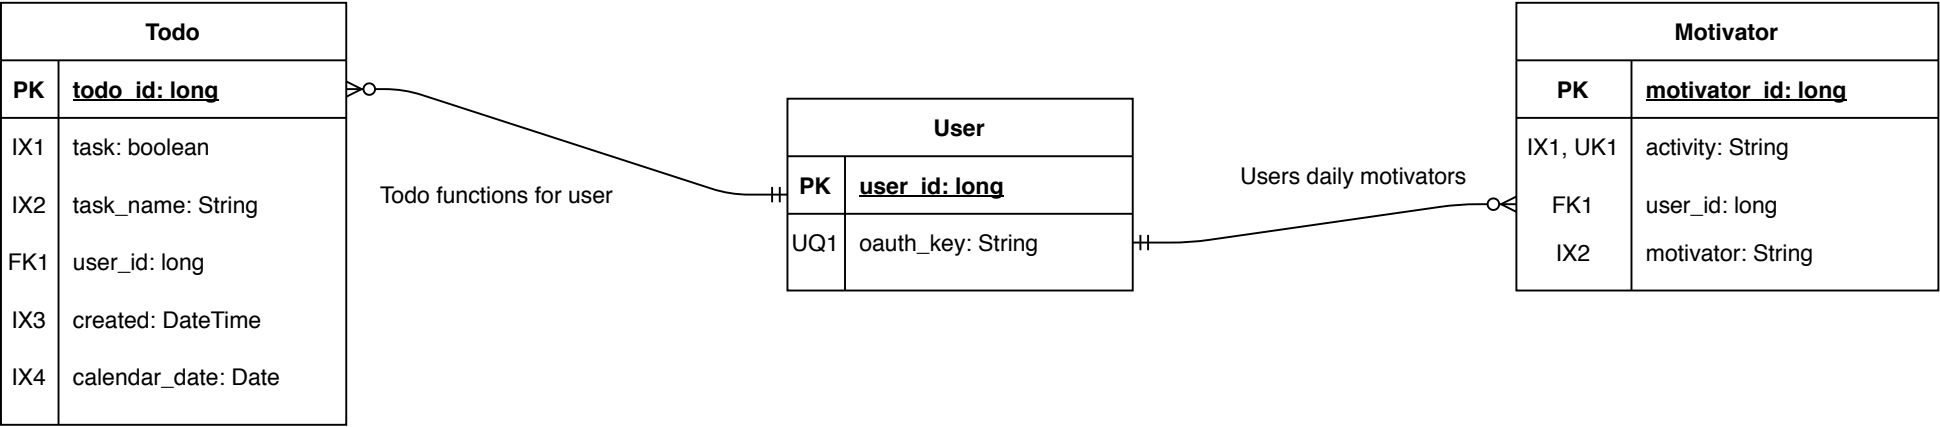 Todo
PK todo_id: long
IX1 task: boolean
IX2 task_name: String
FK1 user_id: long
IX3 created: DateTime
IX4 calendar_date: Date
Todo functions for user
User
PK user_id: long
UQ1 oauth_key: String
Users daily motivators
Motivator
PK motivator_id: long
IX1, UK1 activity: String
FK1 user_id: long
IX2 motivator: String